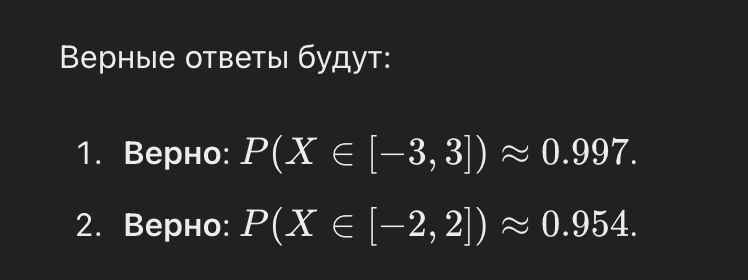 Верные ответы будут:
1. Верно: P(X ∈ [−3, 3]) ≈ 0.997.
2. Верно: P(X ∈ [−2, 2]) ≈ 0.954.